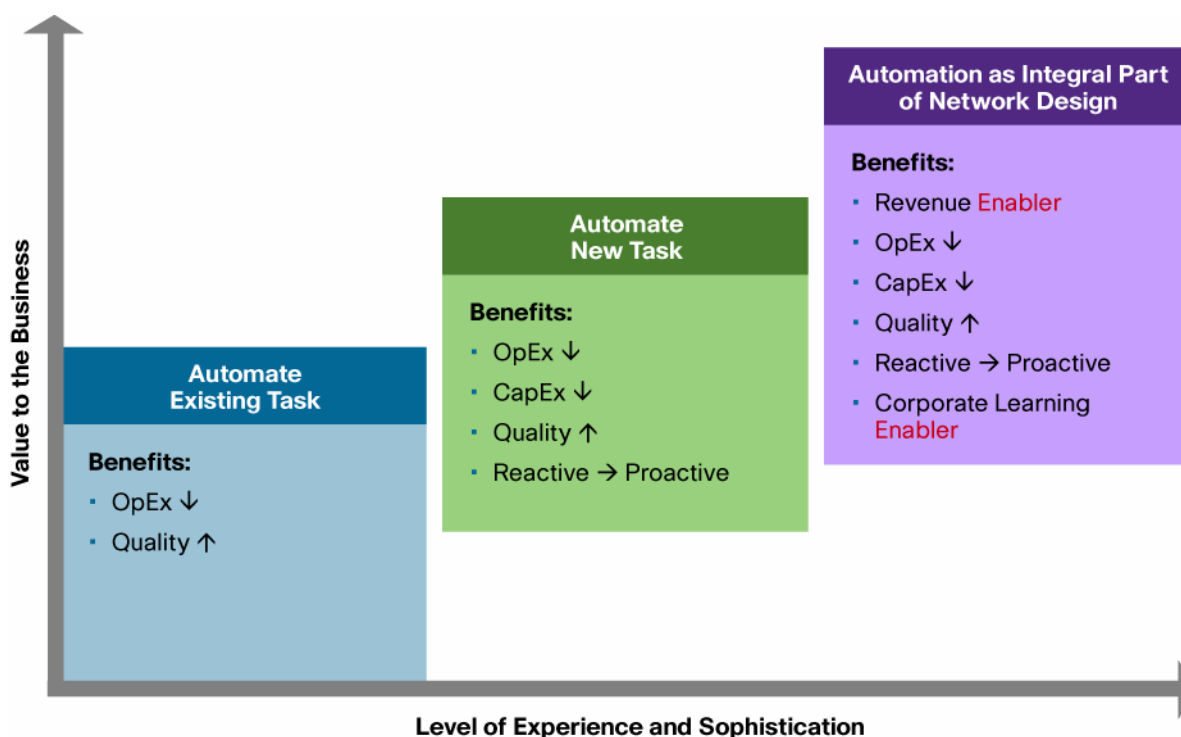 Value to the Business
Automation as Integral Part
of Network Design
Benefits:
▪ Revenue Enabler
▪ OpEx ↓
▪ CapEx ↓
▪ Quality ↑
▪ Reactive → Proactive
▪ Corporate Learning
Enabler
Automate
New Task
Benefits:
▪ OpEx ↓
▪ CapEx ↓
▪ Quality ↑
▪ Reactive → Proactive
Automate
Existing Task
Benefits:
▪ OpEx ↓
▪ Quality ↑
Level of Experience and Sophistication